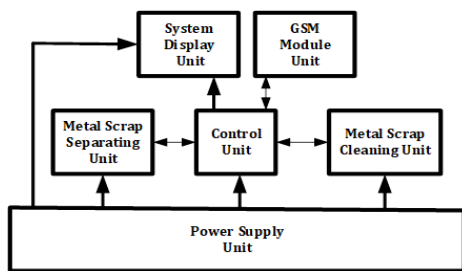 System
Display
Unit
GSM
Module
Unit
Metal Scrap
Separating
Unit
Control
Unit
Metal Scrap
Cleaning Unit
Power Supply
Unit